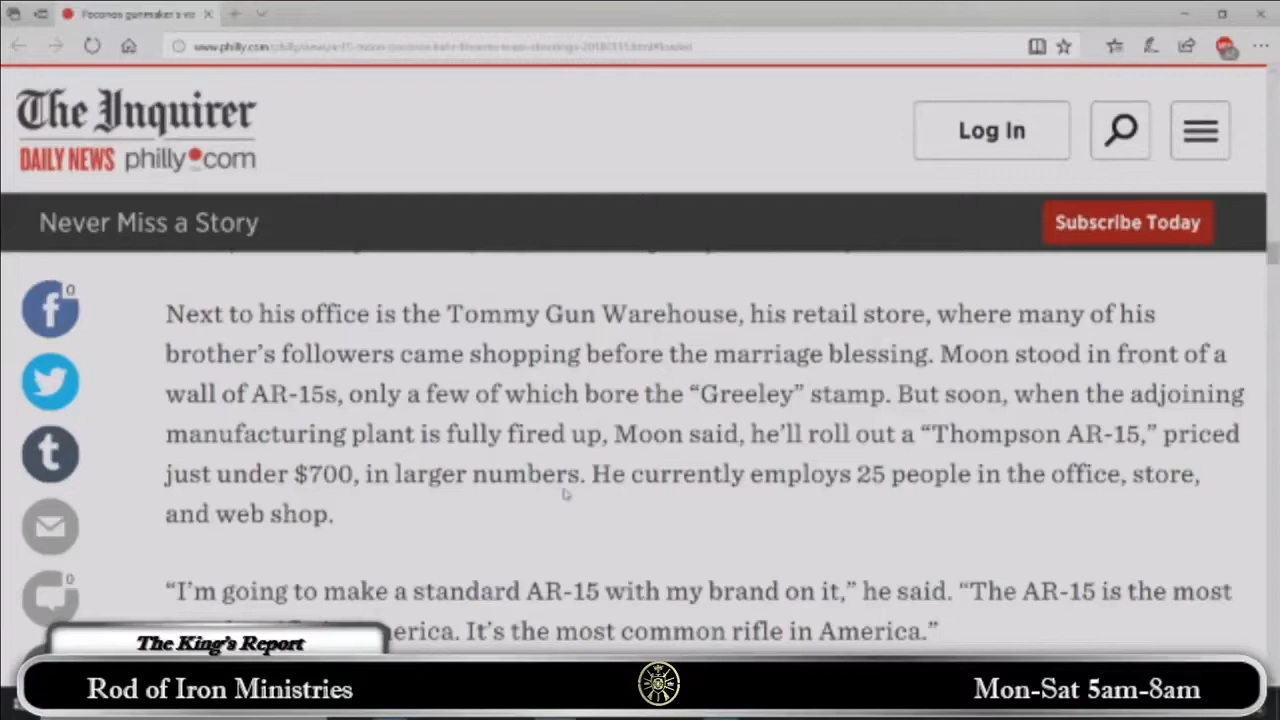 Poconos gunmaker's vi
The Inquirer
DAILY NEWS philly.com
Log In
Never Miss a Story
Subscribe Today
0
Next to his office is the Tommy Gun Warehouse, his retail store, where many of his
brother's followers came shopping before the marriage blessing. Moon stood in front of a
wall of AR-15s, only a few of which bore the “Greeley” stamp. But soon, when the adjoining
manufacturing plant is fully fired up, Moon said, he'll roll out a “Thompson AR-15,” priced
just under $700, in larger numbers. He currently employs 25 people in the office, store,
and web shop.
0
“I'm going to make a standard AR-15 with my brand on it,” he said. “The AR-15 is the most
erica. It's the most common rifle in America.”
The King's Report
Rod of Iron Ministries
Mon-Sat 5am-8am